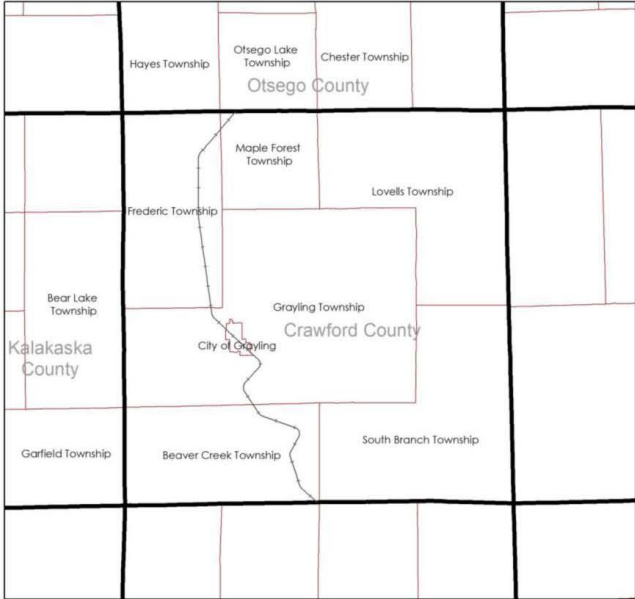 Hayes Township
Otsego Lake
Township
Chester Township
Otsego County
Maple Forest
Township
Lovells Township
Frederic Township
Bear Lake
Township
Grayling Township
Crawford County
City of Grayling
Kalakaska
County
Garfield Township
Beaver Creek Township
South Branch Township